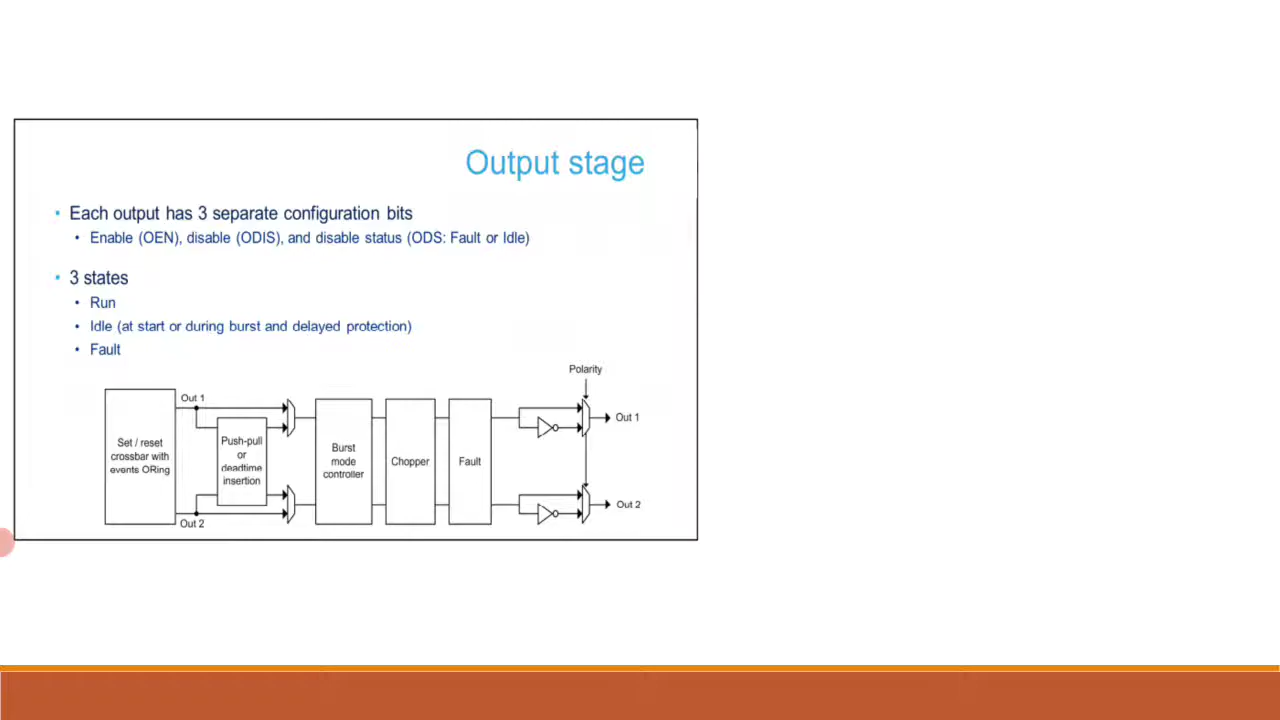 Output stage
• Each output has 3 separate configuration bits
• Enable (OEN), disable (ODIS), and disable status (ODS: Fault or Idle)
• 3 states
• Run
• Idle (at start or during burst and delayed protection)
• Fault
Polarity
Out 1
Set / reset
crossbar with
events ORing
Push-pull
or
deadtime
insertion
Burst
mode
controller
Chopper
Fault
Out 1
Out 2
Out 2